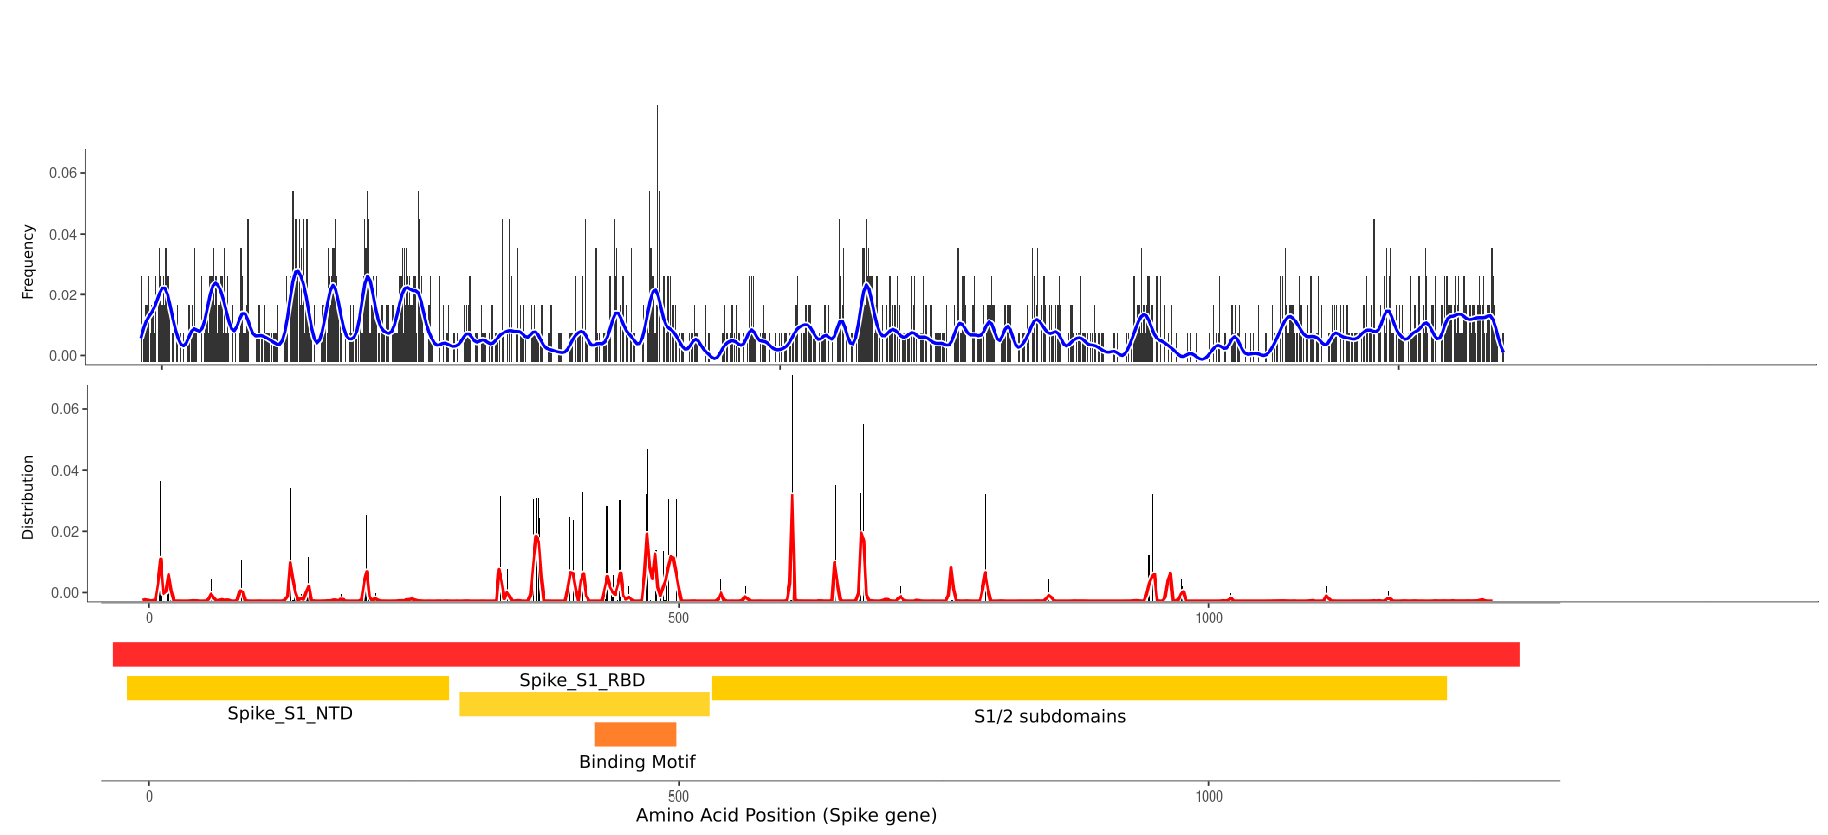 0.06
0.04
0.02
0.00
Frequency
0.06
0.04
0.02
0.00
Distribution
0 500 1000
Spike_S1_RBD
Spike_S1_NTD
S1/2 subdomains
Binding Motif
0 500 1000
Amino Acid Position (Spike gene)